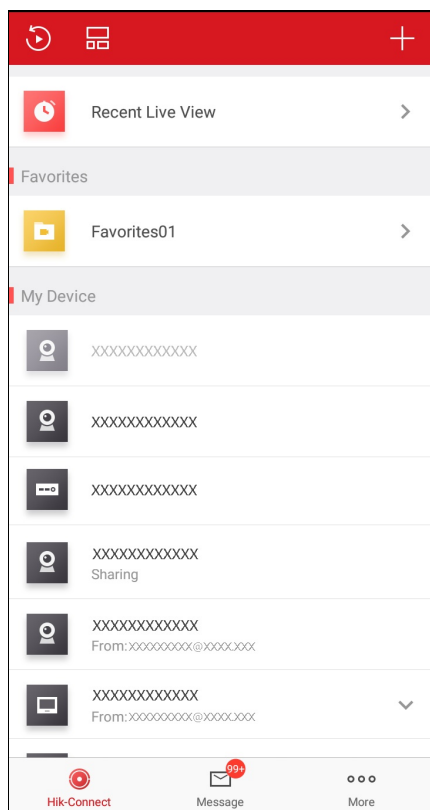 Recent Live View
Favorites
Favorites01
My Device
XXXXXXXXXXXX
XXXXXXXXXXXX
XXXXXXXXXXXX
XXXXXXXXXXXX
Sharing
XXXXXXXXXXXX
From:XXXXXXXXX@XXXX.XXX
XXXXXXXXXXXX
From:XXXXXXXXX@XXXX.XXX
99+
Hik-Connect
Message
More